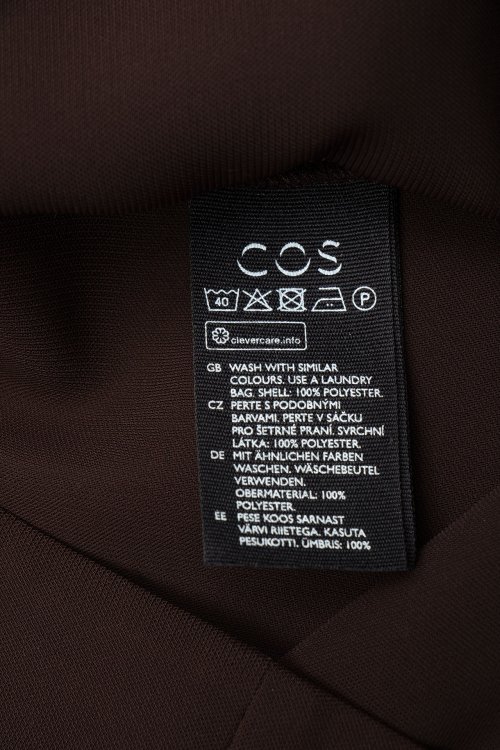 COS
40 P
clevercare.info
GB WASH WITH SIMILAR
COLOURS. USE A LAUNDRY
BAG. SHELL: 100% POLYESTER.
CZ PERTE S PODOBNÝMI
BARVAMI. PERTE V SÁČKU
PRO ŠETRNÉ PRANÍ. SVRCHNÍ
LÁTKA: 100% POLYESTER.
DE MIT ÄHNLICHEN FARBEN
WASCHEN. WÄSCHEBEUTEL
VERWENDEN.
OBERMATERIAL: 100%
POLYESTER.
EE PESE KOOS SARNAST
VÄRVI RIIETEGA. KASUTA
PESUKOTTI. ÜMBRIS: 100%